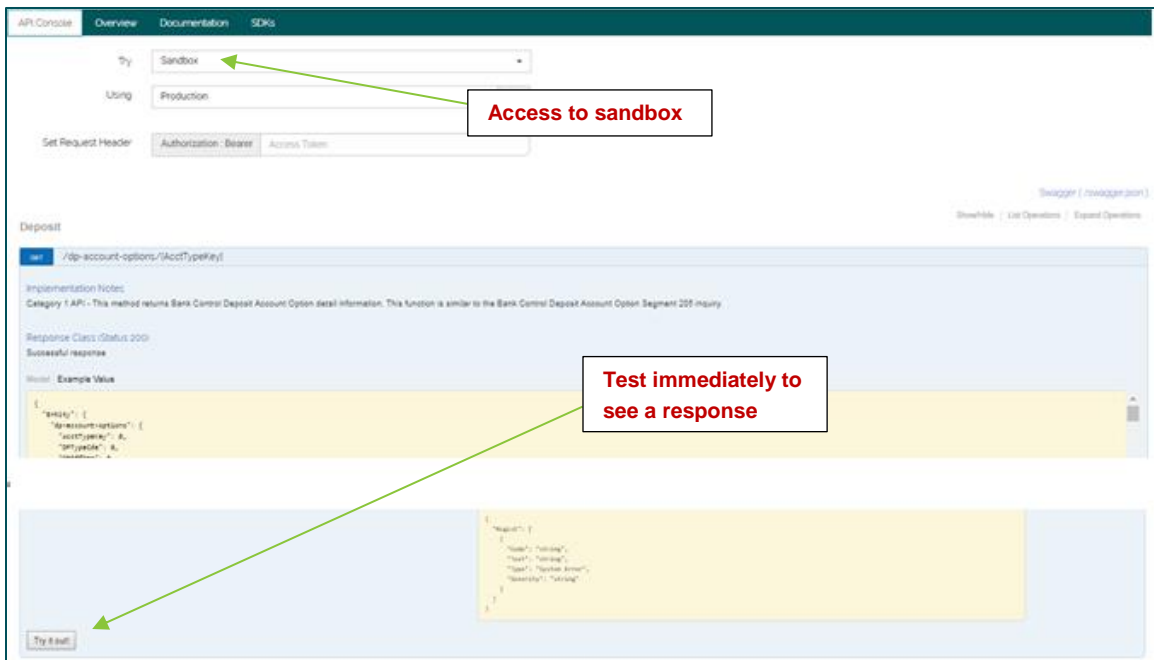 API Console Overview Documentation SDKs
Try Sandbox
Access to sandbox
Using Production
Set Request Header Authorization : Bearer Access Token
Swagger ( /swagger.json )
Show/Hide | List Operations | Expand Operations
Deposit
GET /dp-account-options/{AcctTypeKey}
Implementation Notes
Category 1 API - This method returns Bank Control Deposit Account Option detail information. This function is similar to the Bank Control Deposit Account Option Segment 205 inquiry.
Response Class (Status 200)
Successful response
Model Example Value
Test immediately to
see a response
{
"Entity": {
"dp-account-options": {
"AcctTypeKey": 0,
"DPTypeCde": 0,
{
[
{
"Code": "string",
"Text": "string",
"Type": "System Error",
"Severity": "string"
}
]
}
Try it out!